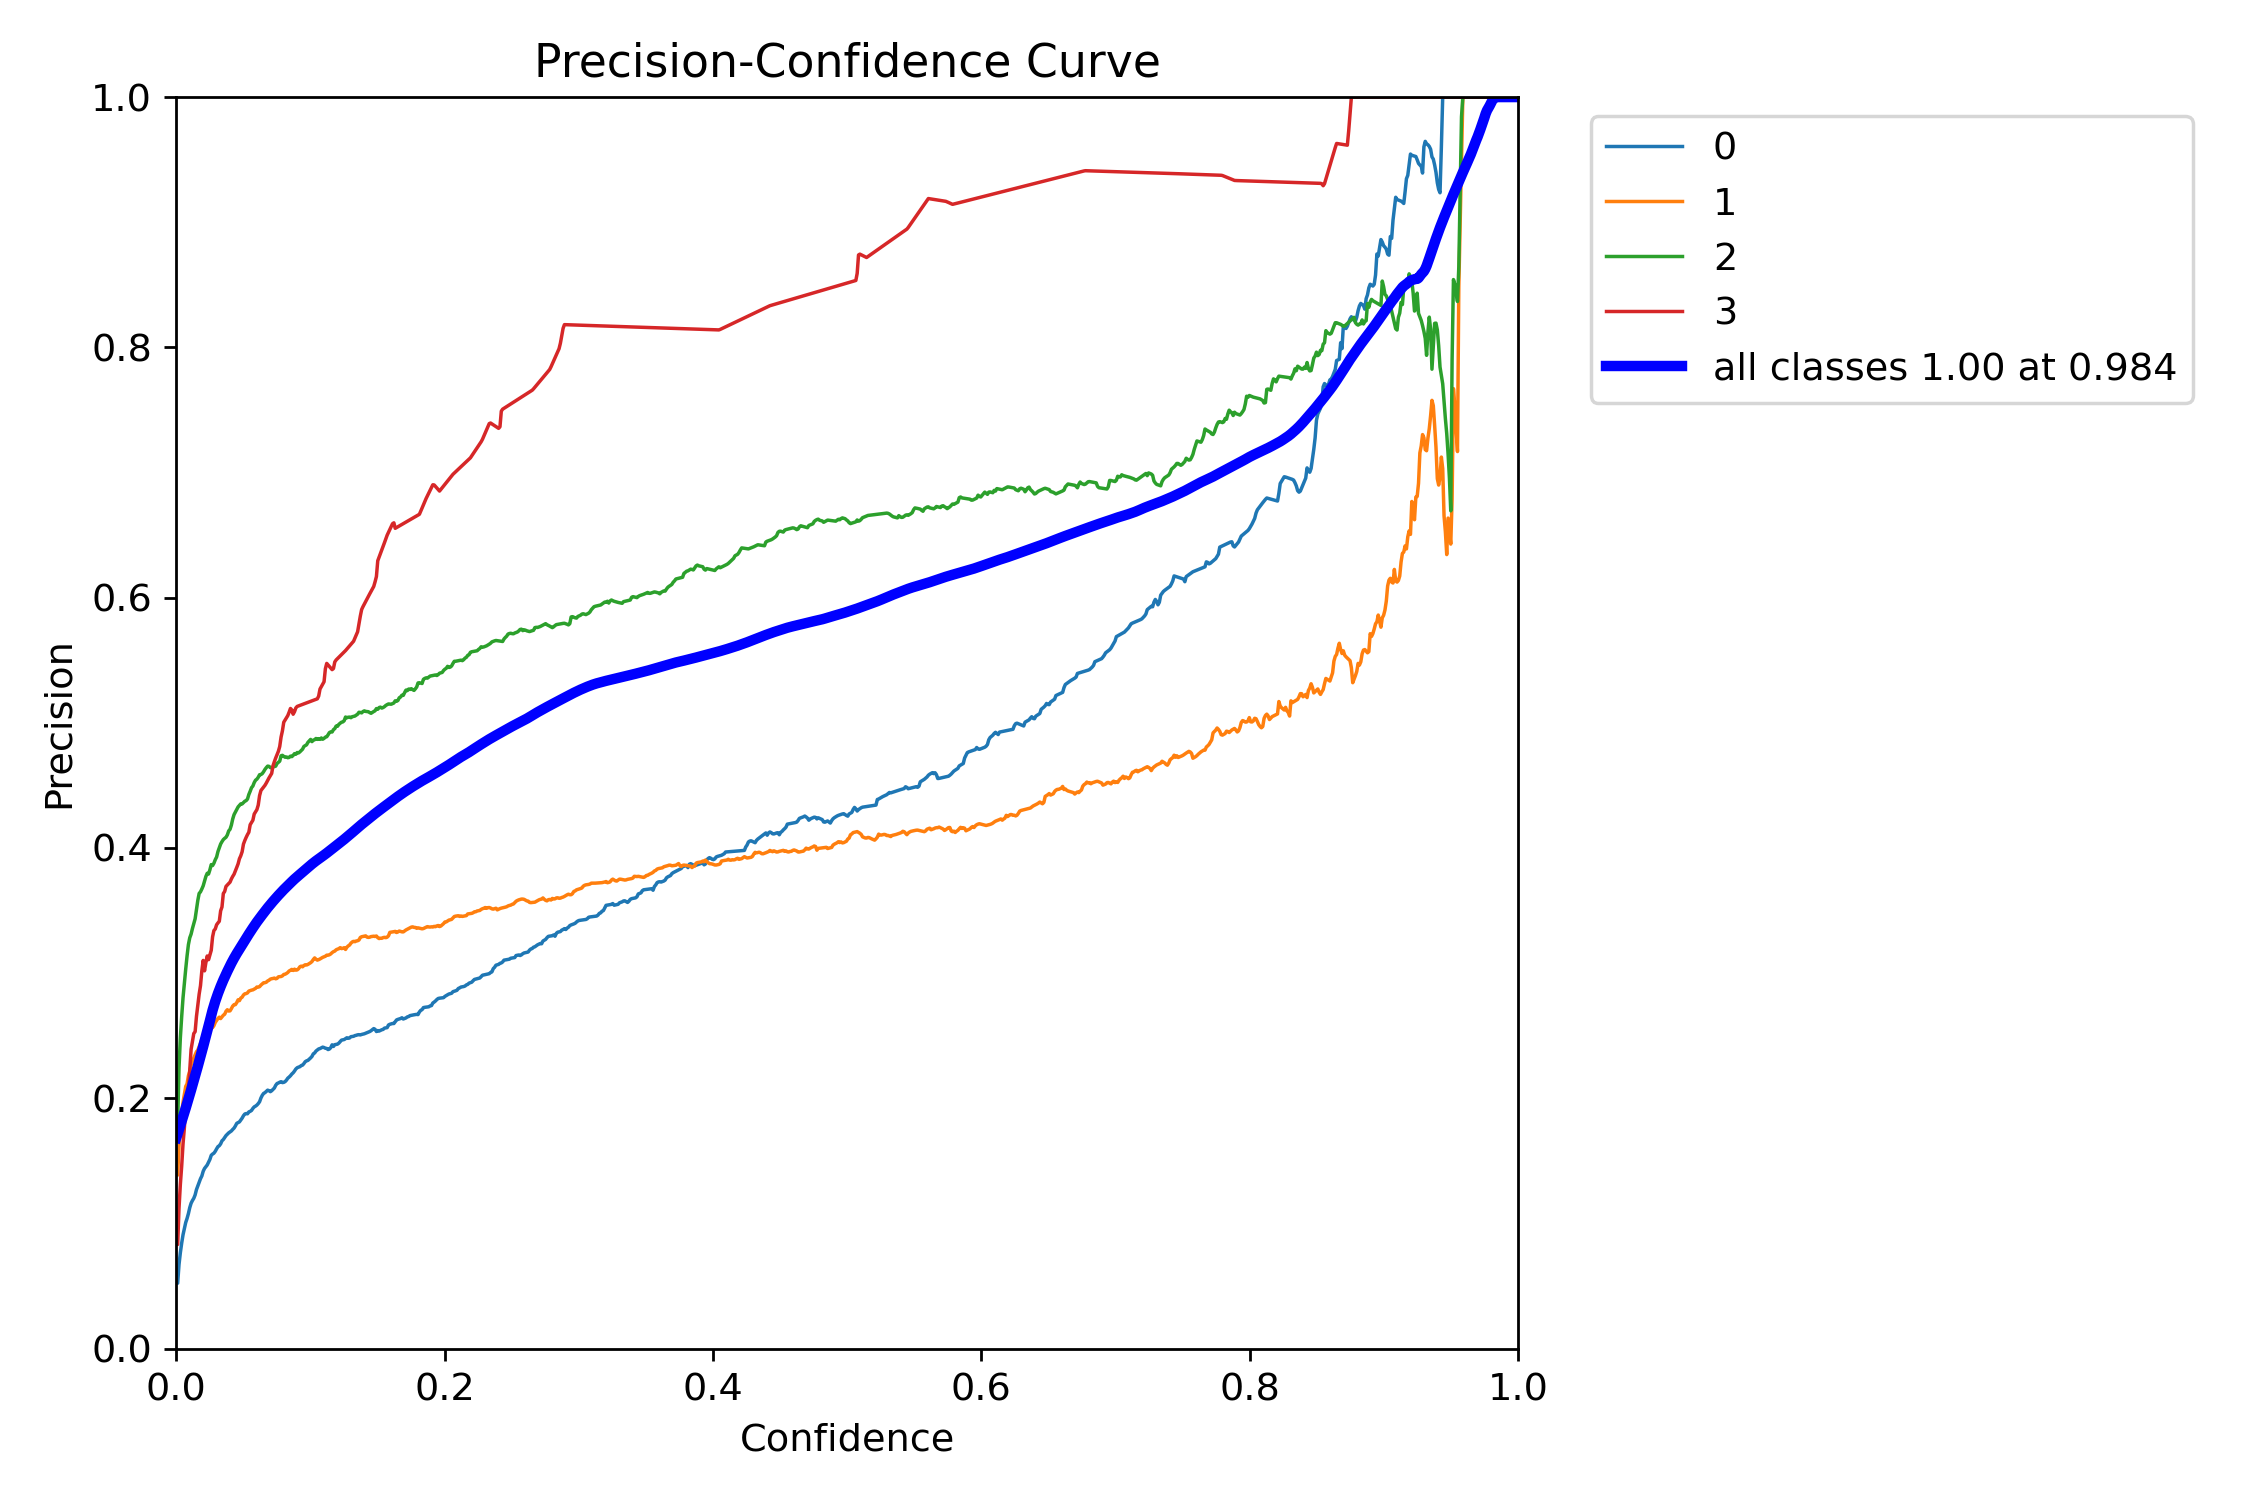 Precision-Confidence Curve
1.0
0.8
0.6
0.4
0.2
0.0
Precision
0.0 0.2 0.4 0.6 0.8 1.0
Confidence
0
1
2
3
all classes 1.00 at 0.984